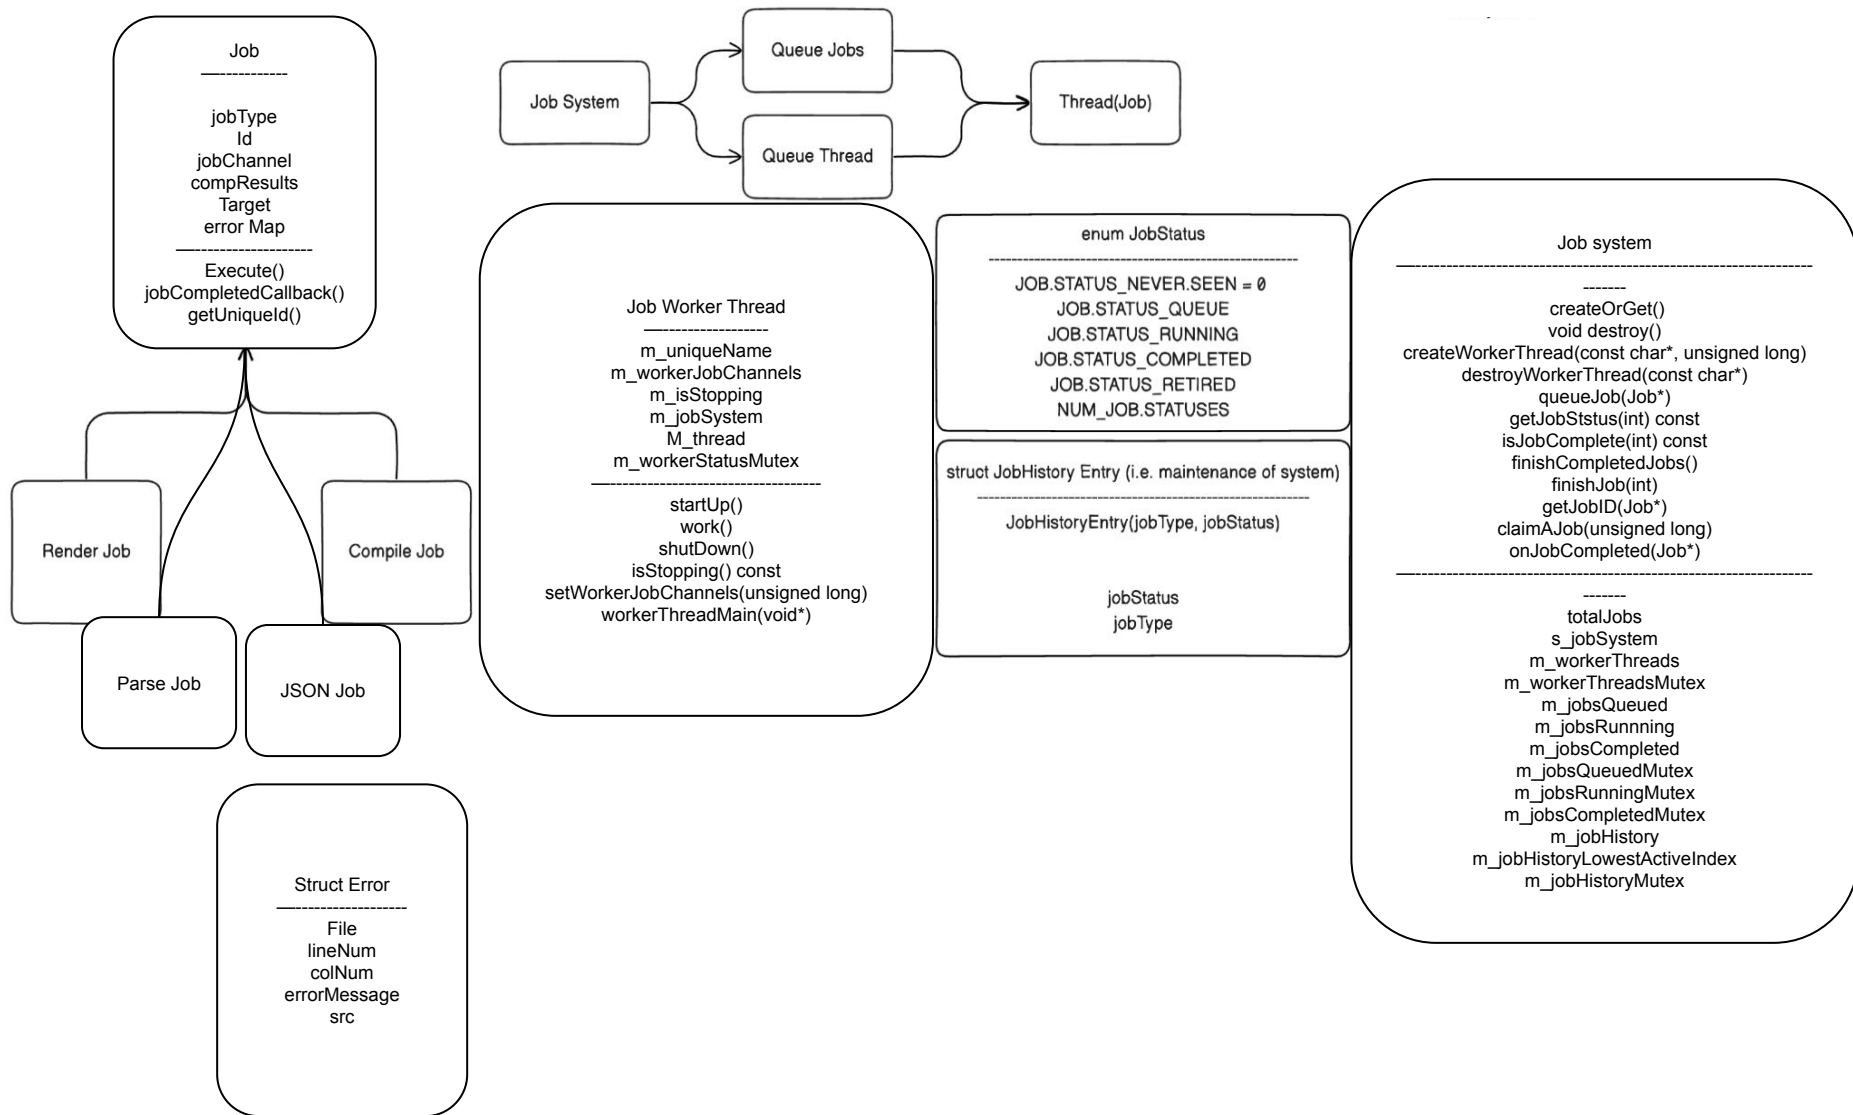 Job
—------------
jobType
Id
jobChannel
compResults
Target
error Map
—--------------------
Execute()
jobCompletedCallback()
getUniqueId()
Render Job
Compile Job
Parse Job
JSON Job
Struct Error
—-------------------
File
lineNum
colNum
errorMessage
src
Job System
Queue Jobs
Queue Thread
Thread(Job)
Job Worker Thread
—-----------------
m_uniqueName
m_workerJobChannels
m_isStopping
m_jobSystem
M_thread
m_workerStatusMutex
—-----------------------------------
startUp()
work()
shutDown()
isStopping() const
setWorkerJobChannels(unsigned long)
workerThreadMain(void*)
enum JobStatus
--------------------------------------------------------
JOB.STATUS_NEVER.SEEN = 0
JOB.STATUS_QUEUE
JOB.STATUS_RUNNING
JOB.STATUS_COMPLETED
JOB.STATUS_RETIRED
NUM_JOB.STATUSES
struct JobHistory Entry (i.e. maintenance of system)
------------------------------------------------------------
JobHistoryEntry(jobType, jobStatus)
jobStatus
jobType
Job system
—----------------------------------------------------------------
-------
createOrGet()
void destroy()
createWorkerThread(const char*, unsigned long)
destroyWorkerThread(const char*)
queueJob(Job*)
getJobStstus(int) const
isJobComplete(int) const
finishCompletedJobs()
finishJob(int)
getJobID(Job*)
claimAJob(unsigned long)
onJobCompleted(Job*)
—----------------------------------------------------------------
-------
totalJobs
s_jobSystem
m_workerThreads
m_workerThreadsMutex
m_jobsQueued
m_jobsRunnning
m_jobsCompleted
m_jobsQueuedMutex
m_jobsRunningMutex
m_jobsCompletedMutex
m_jobHistory
m_jobHistoryLowestActiveIndex
m_jobHistoryMutex